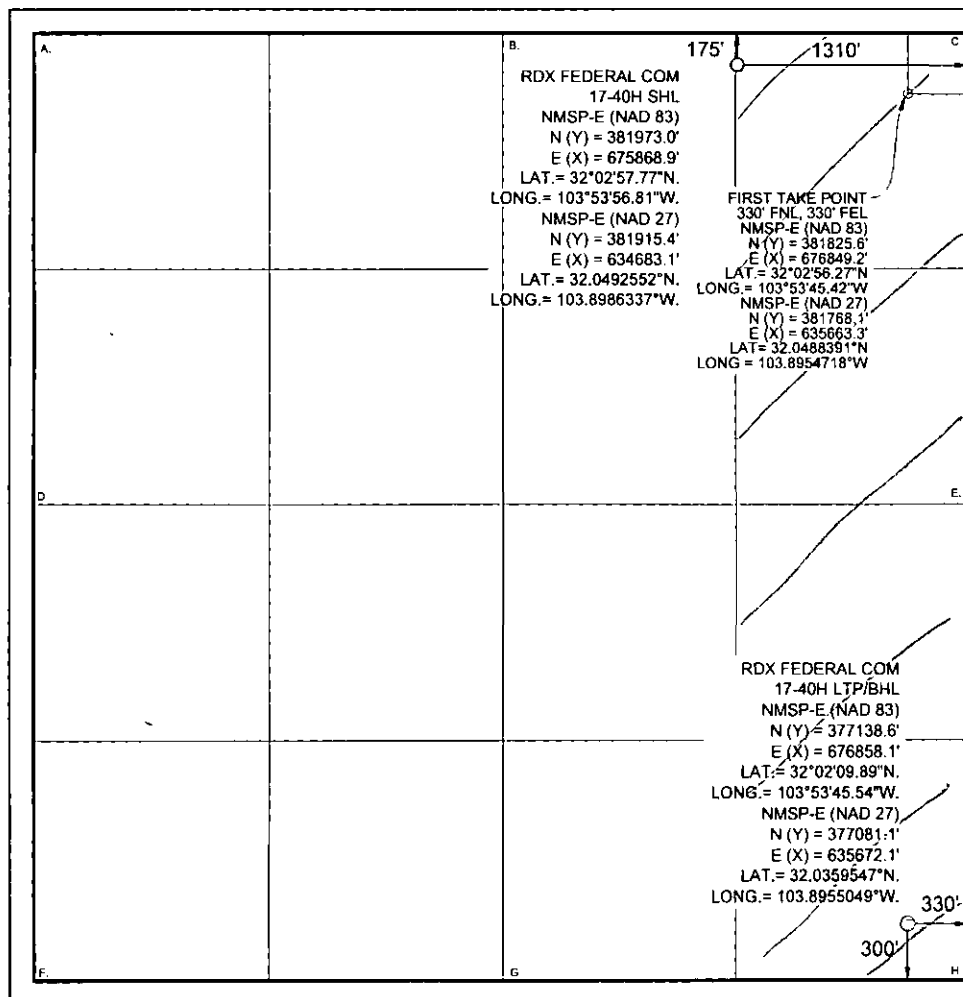 A.
B.
C
175'
1310'
RDX FEDERAL COM
17-40H SHL
NMSP-E (NAD 83)
N (Y) = 381973.0'
E (X) = 675868.9'
LAT.= 32°02'57.77"N.
LONG.= 103°53'56.81"W.
NMSP-E (NAD 27)
N (Y) = 381915.4'
E (X) = 634683.1'
LAT.= 32.0492552°N.
LONG.= 103.8986337°W.
FIRST TAKE POINT
330' FNL, 330' FEL
NMSP-E (NAD 83)
N (Y) = 381825.6'
E (X) = 676849.2'
LAT.= 32°02'56.27"N
LONG.= 103°53'45.42"W
NMSP-E (NAD 27)
N (Y) = 381768.1'
E (X) = 635663.3'
LAT= 32.0488391°N
LONG = 103.8954718°W
D
E.
RDX FEDERAL COM
17-40H LTP/BHL
NMSP-E (NAD 83)
N (Y) = 377138.6'
E (X) = 676858.1'
LAT.= 32°02'09.89"N.
LONG.= 103°53'45.54"W.
NMSP-E (NAD 27)
N (Y) = 377081.1'
E (X) = 635672.1'
LAT.= 32.0359547°N.
LONG.= 103.8955049°W.
330'
300'
F.
G
H